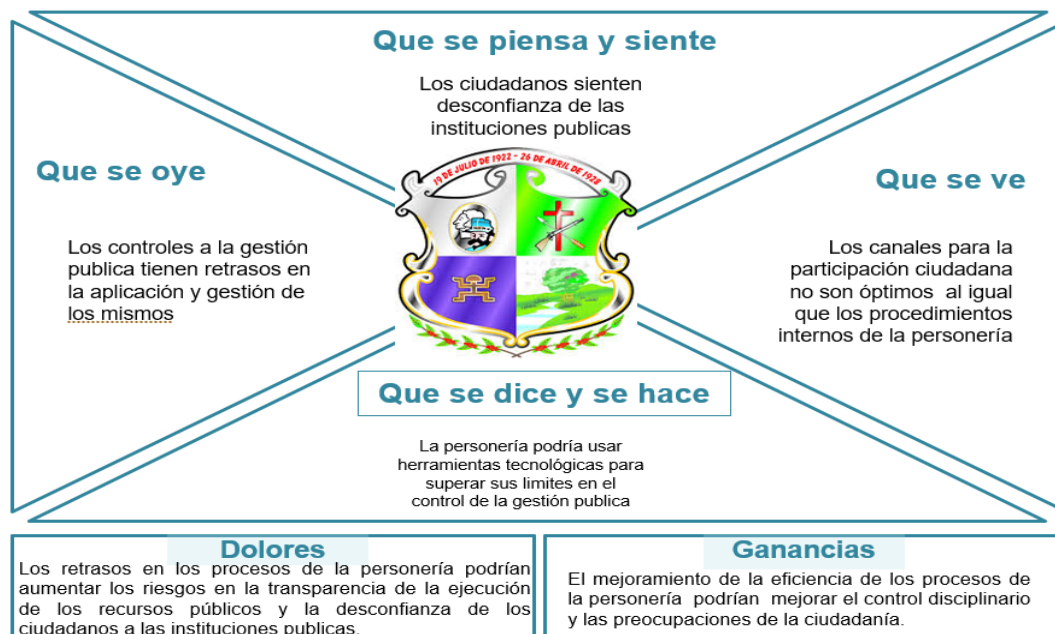 Que se piensa y siente
Los ciudadanos sienten
desconfianza de las
instituciones publicas
19 DE JULIO DE 1922 - 26 DE ABRIL DE 1928
Que se oye
Los controles a la gestión
publica tienen retrasos en
la aplicación y gestión de
los mismos
Que se ve
Los canales para la
participación ciudadana
no son óptimos al igual
que los procedimientos
internos de la personería
Que se dice y se hace
La personería podría usar
herramientas tecnológicas para
superar sus limites en el
control de la gestión publica
Dolores
Los retrasos en los procesos de la personería podrían
aumentar los riesgos en la transparencia de la ejecución
de los recursos públicos y la desconfianza de los
ciudadanos a las instituciones publicas.
Ganancias
El mejoramiento de la eficiencia de los procesos de
la personería podrían mejorar el control disciplinario
y las preocupaciones de la ciudadanía.